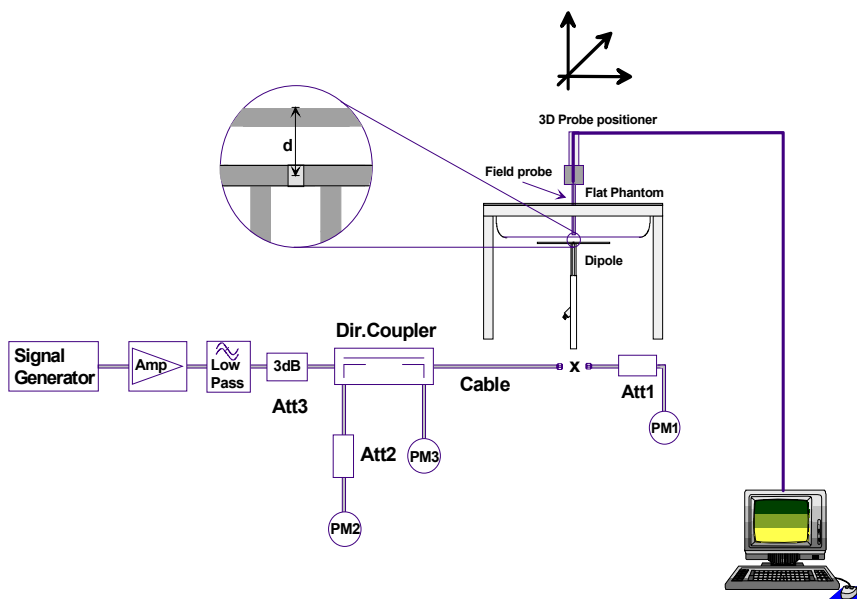 3D Probe positioner
d
Field probe
Flat Phantom
Dipole
Dir.Coupler
Signal
Generator
Amp
Low
Pass
3dB
Att3
Cable
x
Att1
PM1
Att2
PM3
PM2